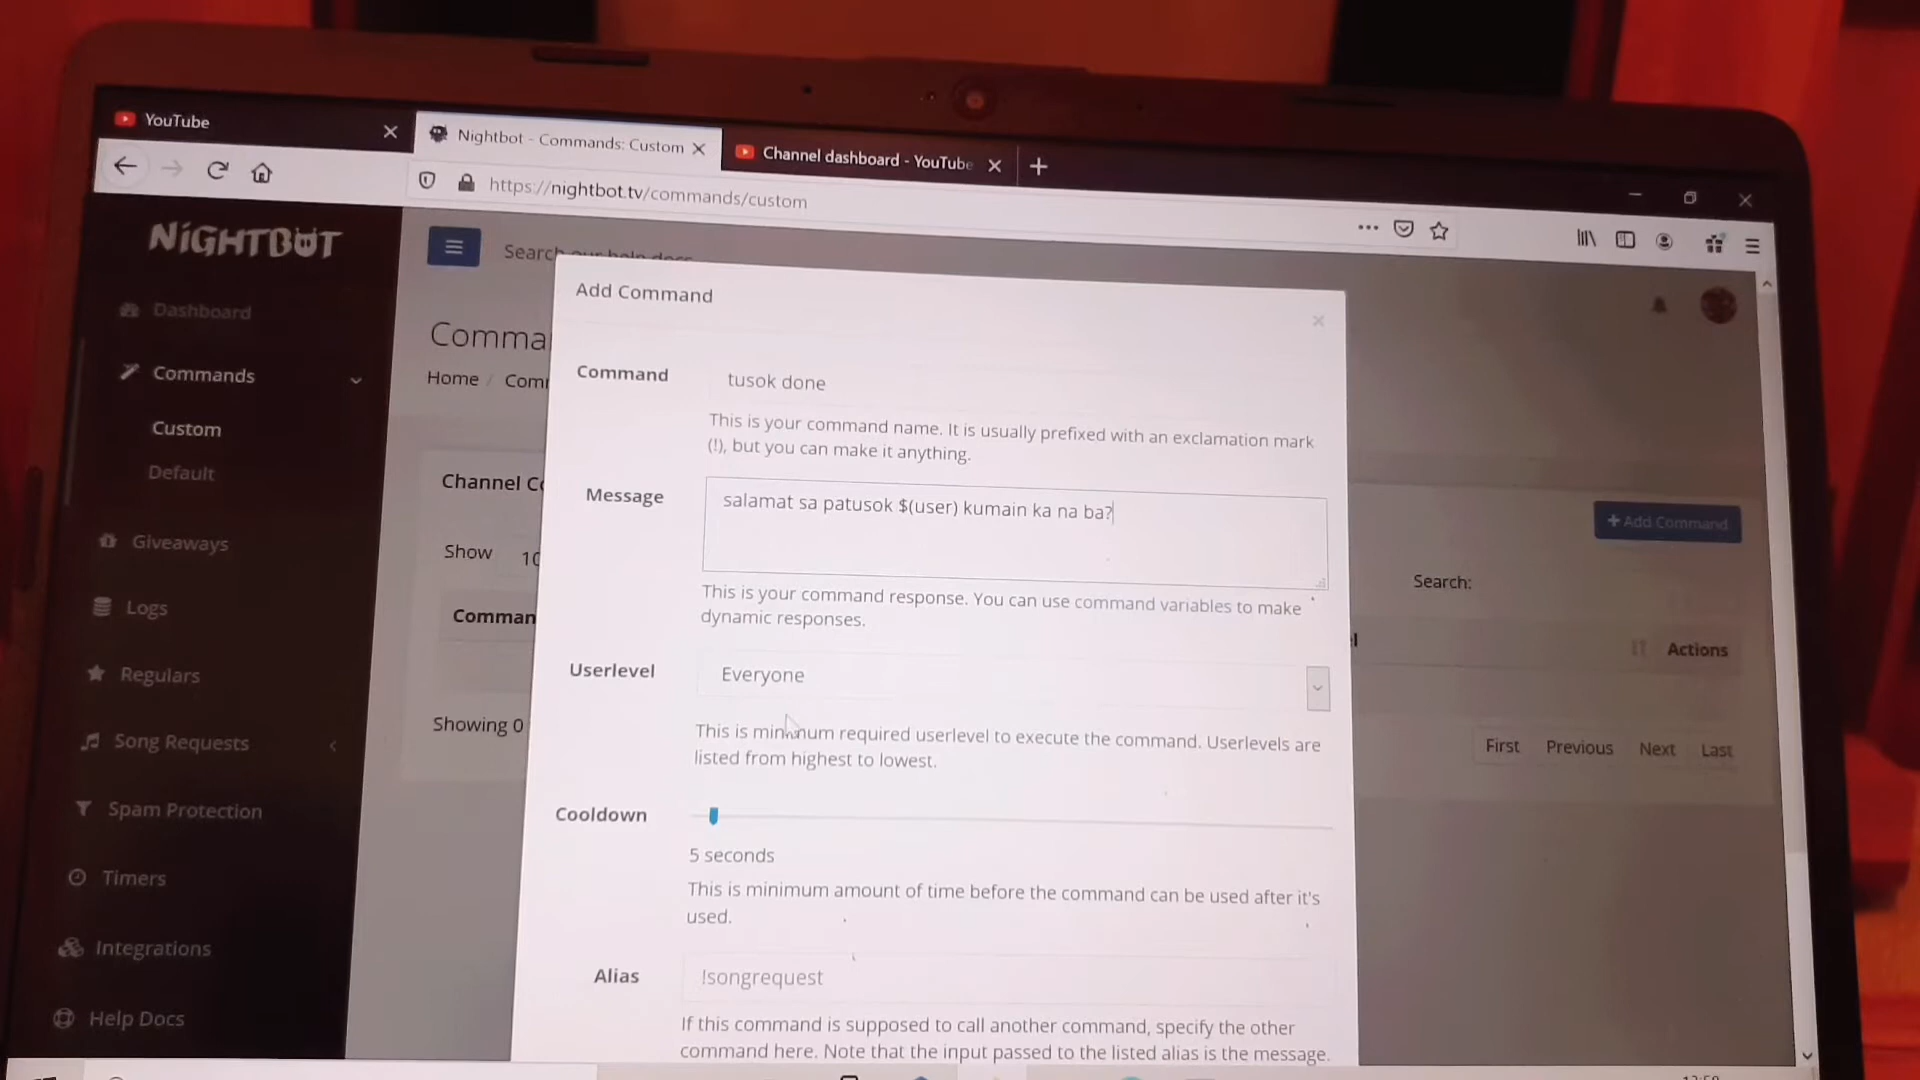 YouTube
Nightbot - Commands: Custom
Channel dashboard - YouTube
https://nightbot.tv/commands/custom
NiGHTBOT
Search our help docs
Dashboard
Commands
Custom
Default
Giveaways
Logs
Regulars
Song Requests
Spam Protection
Timers
Integrations
Help Docs
Comma
Home / Comm
Channel Co
Show 10
Comman
Showing 0
+ Add Command
Search:
Actions
First Previous Next Last
Add Command
Command
tusok done
This is your command name. It is usually prefixed with an exclamation mark
(!), but you can make it anything.
Message
salamat sa patusok $(user) kumain ka na ba?
This is your command response. You can use command variables to make
dynamic responses.
Userlevel
Everyone
This is minimum required userlevel to execute the command. Userlevels are
listed from highest to lowest.
Cooldown
5 seconds
This is minimum amount of time before the command can be used after it's
used.
Alias
!songrequest
If this command is supposed to call another command, specify the other
command here. Note that the input passed to the listed alias is the message.